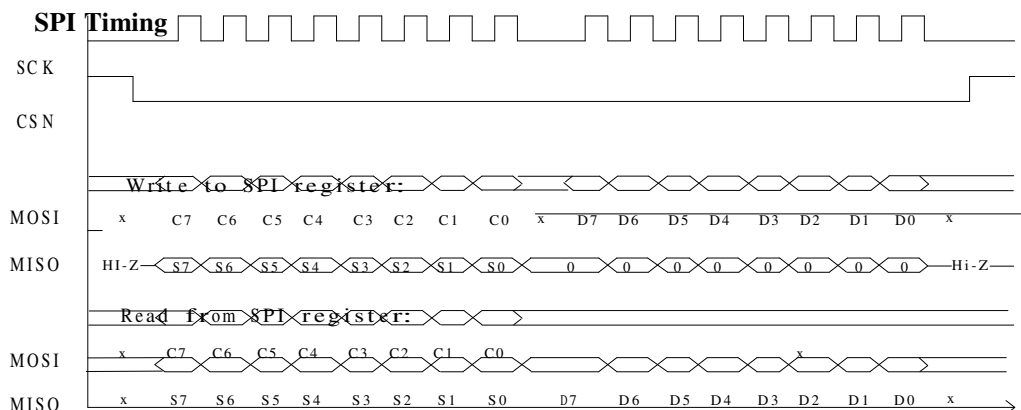 SPI Timing
SCK
CSN
Write to SPI register:
MOSI x C7 C6 C5 C4 C3 C2 C1 C0 x D7 D6 D5 D4 D3 D2 D1 D0 x
MISO HI-Z S7 S6 S5 S4 S3 S2 S1 S0 0 0 0 0 0 0 0 0 Hi-Z
Read from SPI register:
MOSI x C7 C6 C5 C4 C3 C2 C1 C0 x
MISO x S7 S6 S5 S4 S3 S2 S1 S0 D7 D6 D5 D4 D3 D2 D1 D0 x